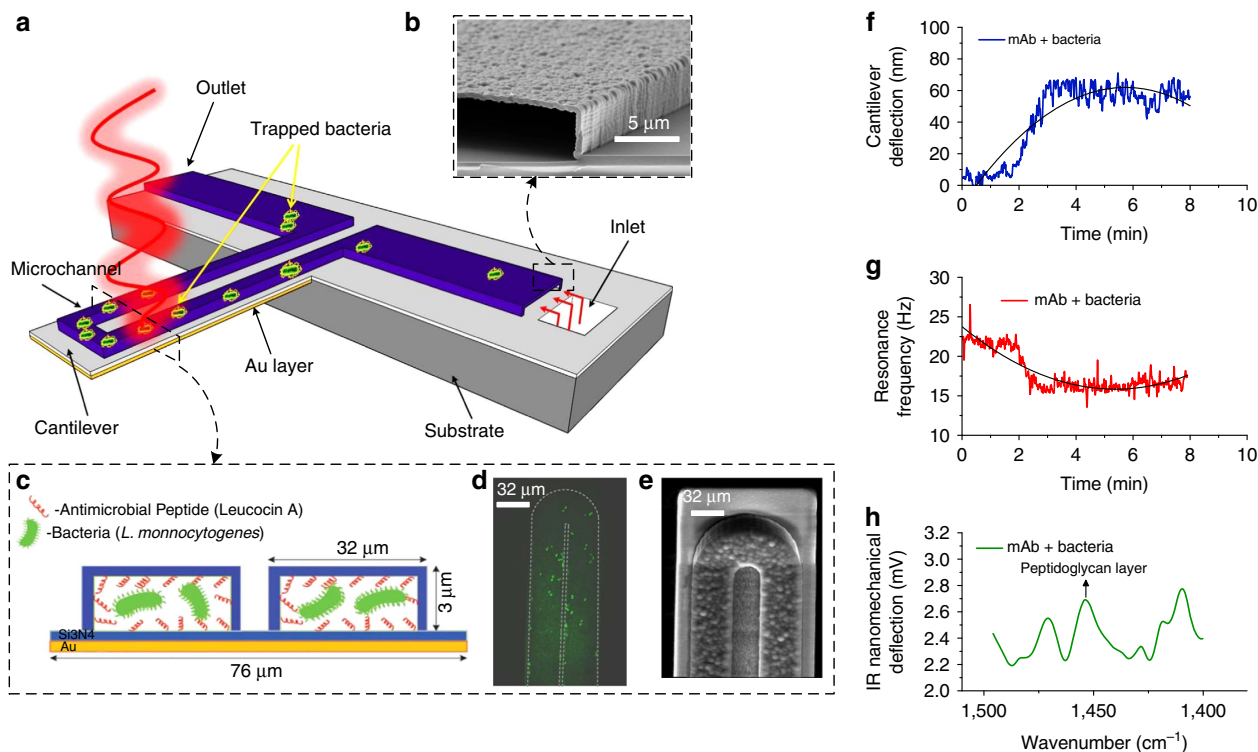 a
Outlet
Trapped bacteria
Microchannel
Inlet
Au layer
Cantilever
Substrate
b
5 μm
c
-Antimicrobial Peptide (Leucocin A)
-Bacteria (L. monnocytogenes)
32 μm
3 μm
Si3N4
Au
76 μm
d
32 μm
e
32 μm
f
mAb + bacteria
Cantilever
deflection (nm)
100
80
60
40
20
0
0 2 4 6 8 10
Time (min)
g
mAb + bacteria
Resonance
frequency (Hz)
30
25
23
20
15
10
0 2 4 6 8 10
Time (min)
h
mAb + bacteria
Peptidoglycan layer
IR nanomechanical
deflection (mV)
3.2
3.0
2.8
2.6
2.4
2.2
2.0
1,500 1,450 1,400
Wavenumber (cm⁻¹)